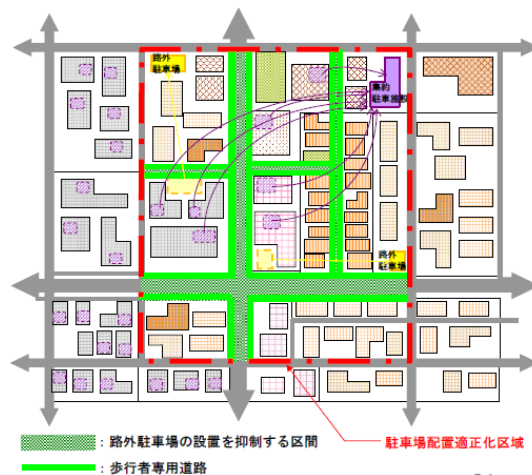 路外
駐車場
集約
駐車施設
路外
駐車場
：路外駐車場の設置を抑制する区間
駐車場配置適正化区域
：歩行者専用道路